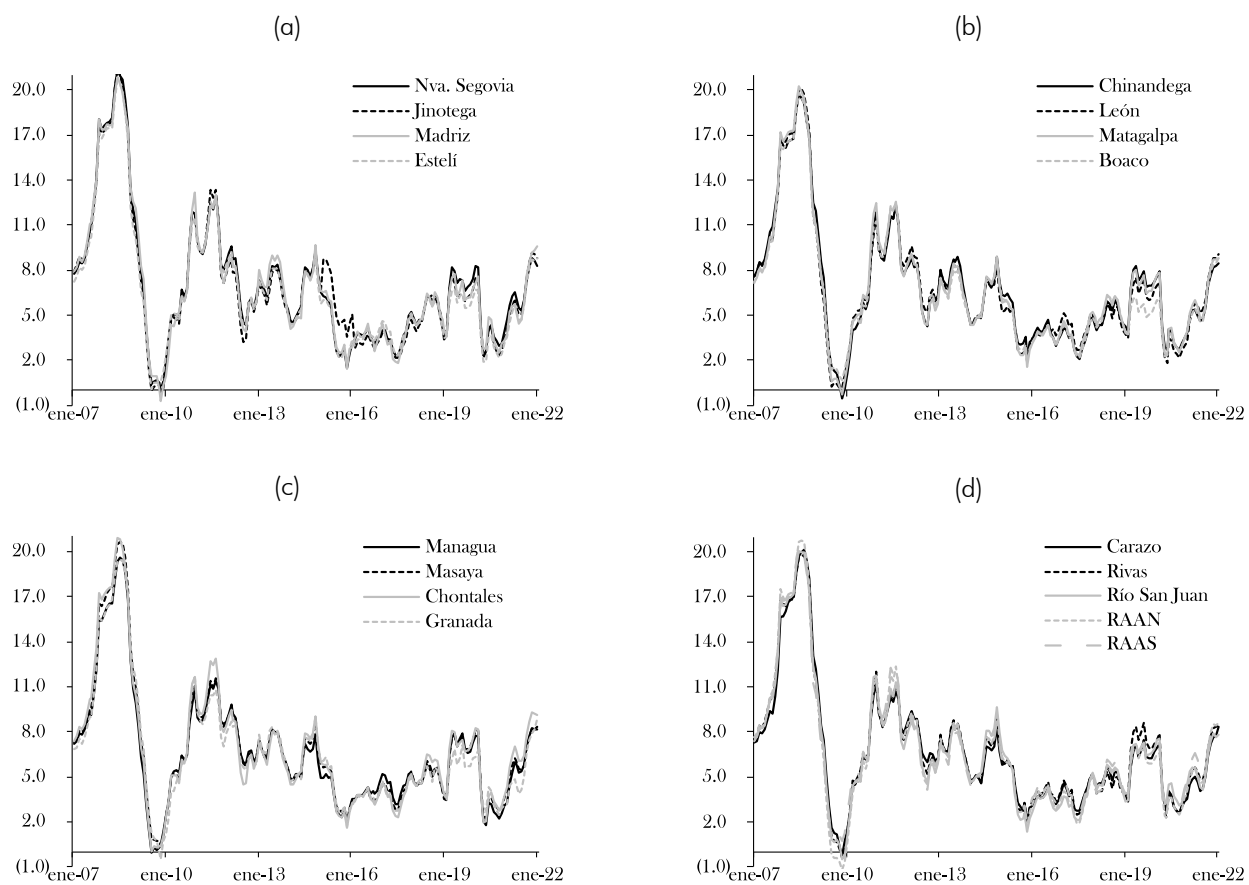 (a)
20.0
17.0
14.0
11.0
8.0
5.0
2.0
(1.0)
Nva. Segovia
Jinotega
Madriz
Estelí
ene-07 ene-10 ene-13 ene-16 ene-19 ene-22
(b)
20.0
17.0
14.0
11.0
8.0
5.0
2.0
(1.0)
Chinandega
León
Matagalpa
Boaco
ene-07 ene-10 ene-13 ene-16 ene-19 ene-22
(c)
20.0
17.0
14.0
11.0
8.0
5.0
2.0
(1.0)
Managua
Masaya
Chontales
Granada
ene-07 ene-10 ene-13 ene-16 ene-19 ene-22
(d)
20.0
17.0
14.0
11.0
8.0
5.0
2.0
(1.0)
Carazo
Rivas
Río San Juan
RAAN
RAAS
ene-07 ene-10 ene-13 ene-16 ene-19 ene-22